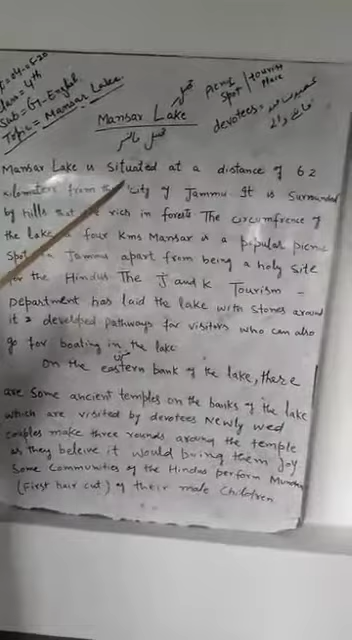 Date = 04-05-20
Class = 4th
Sub = G-English
Topic = Mansar Lake.
picnic spot / tourist place
devotees =
Mansar Lake
Mansar Lake is situated at a distance of 62
kilometers from the city of Jammu It is Surrounded
by hills that are rich in forests The circumfrence of
the lake is four kms Mansar is a popular picnic
Spot in Jammu apart from being a holy site
for the Hindus The J and K Tourism -
Department has laid the lake with Stones around
it & developed pathways for visitors who can also
go for boating in the lake
On the eastern bank of the lake, there
are some ancient temples on the banks of the lake
which are visited by devotees Newly wed
couples make three rounds around the temple
as they beleive it would bring them joy
Some Communities of the Hindus perform Mundan
(First hair cut) of their male children